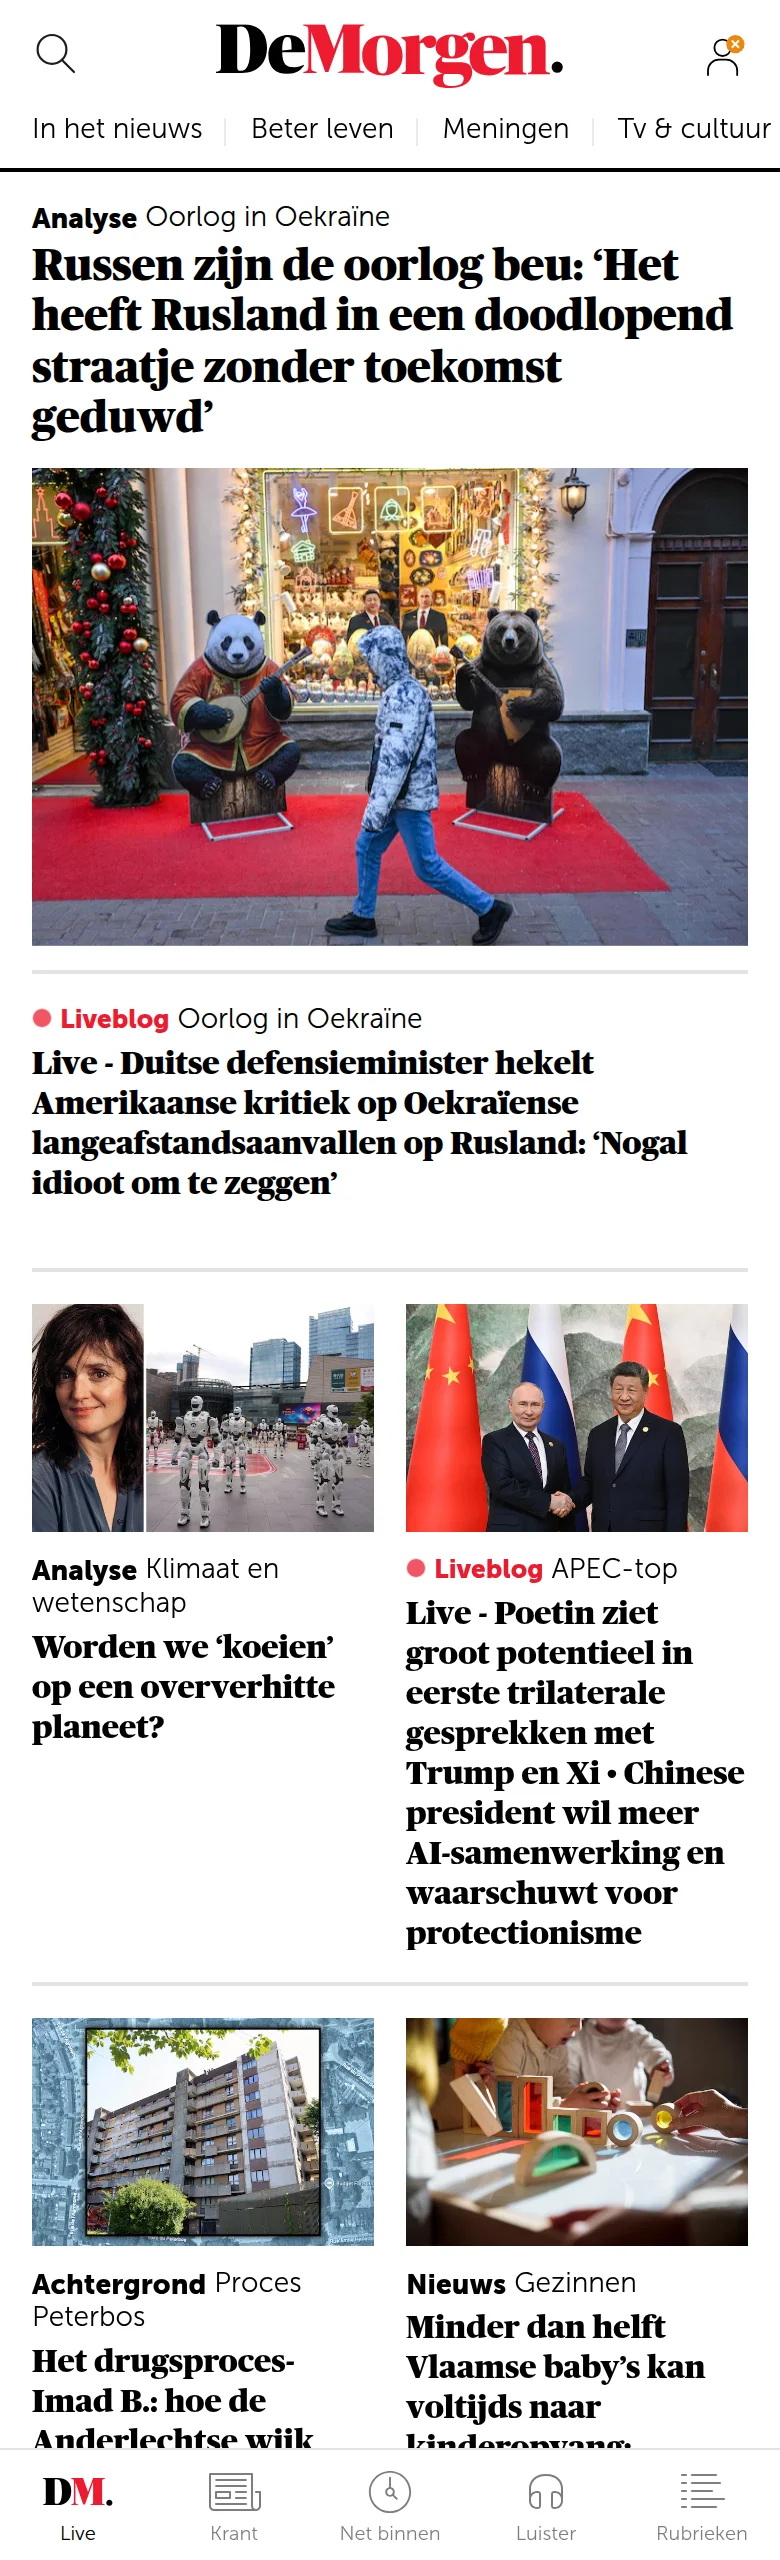 DeMorgen.
In het nieuws
Beter leven
Meningen
Tv & cultuur
Analyse Oorlog in Oekraïne
Russen zijn de oorlog beu: ‘Het
heeft Rusland in een doodlopend
straatje zonder toekomst
geduwd’
Liveblog Oorlog in Oekraïne
Live - Duitse defensieminister hekelt
Amerikaanse kritiek op Oekraïense
langeafstandsaanvallen op Rusland: ‘Nogal
idioot om te zeggen’
Analyse Klimaat en
wetenschap
Worden we ‘koeien’
op een oververhitte
planeet?
Liveblog APEC-top
Live - Poetin ziet
groot potentieel in
eerste trilaterale
gesprekken met
Trump en Xi • Chinese
president wil meer
AI-samenwerking en
waarschuwt voor
protectionisme
Achtergrond Proces
Peterbos
Het drugsproces-
Imad B.: hoe de
Anderlechtse wijk
Nieuws Gezinnen
Minder dan helft
Vlaamse baby’s kan
voltijds naar
kinderopvang:
DM.
Live
Krant
Net binnen
Luister
Rubrieken